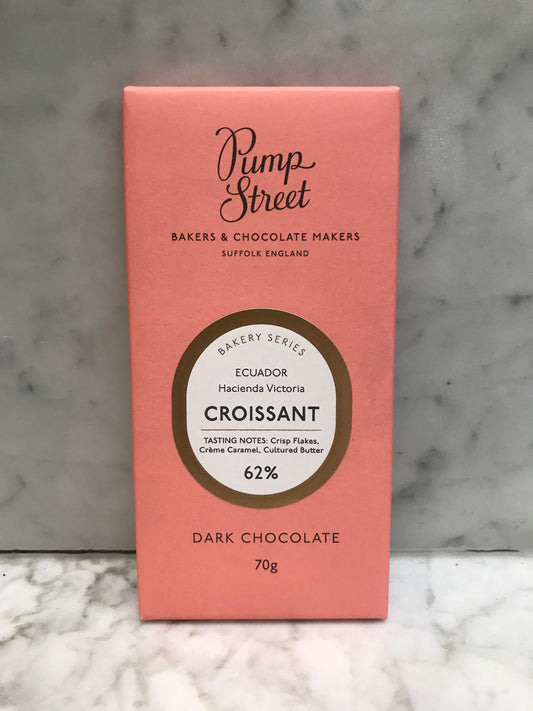 Pump
Street
BAKERS & CHOCOLATE MAKERS
SUFFOLK ENGLAND
BAKERY SERIES
ECUADOR
Hacienda Victoria
CROISSANT
TASTING NOTES: Crisp Flakes,
Crème Caramel, Cultured Butter
62%
DARK CHOCOLATE
70g